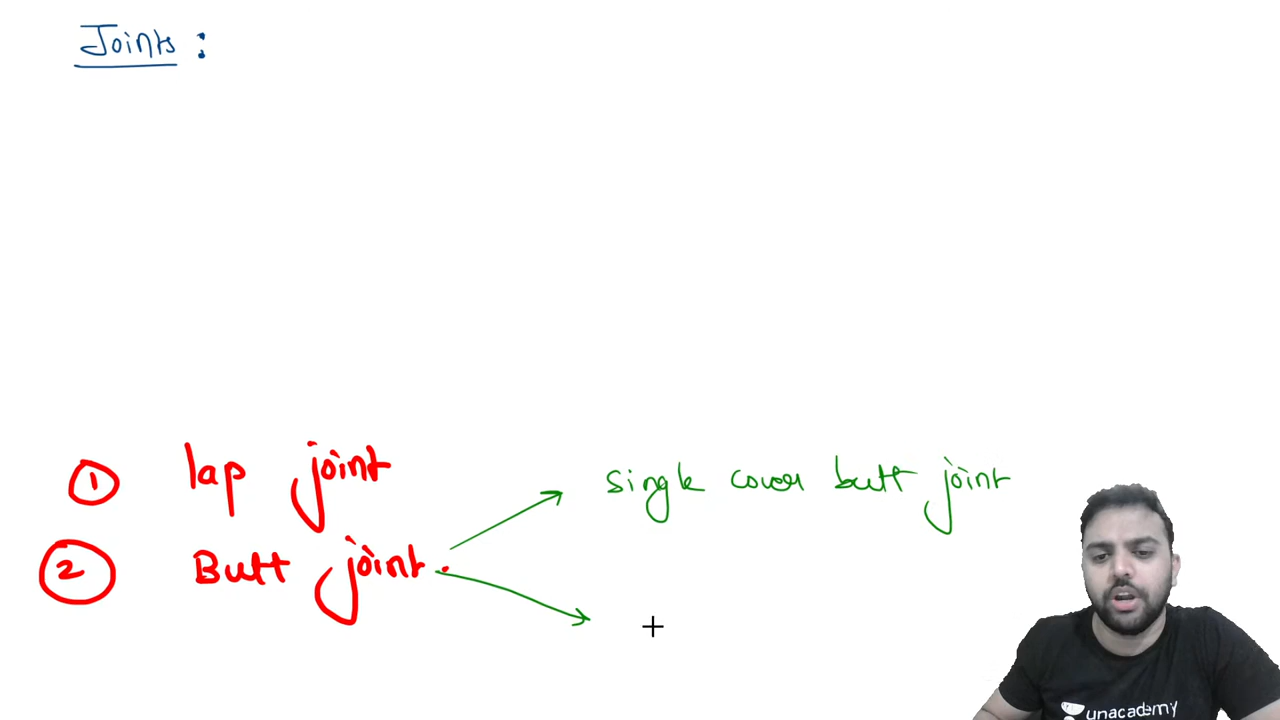 Joints :
① lap joint
single cover butt joint
② Butt joint.
unacademy